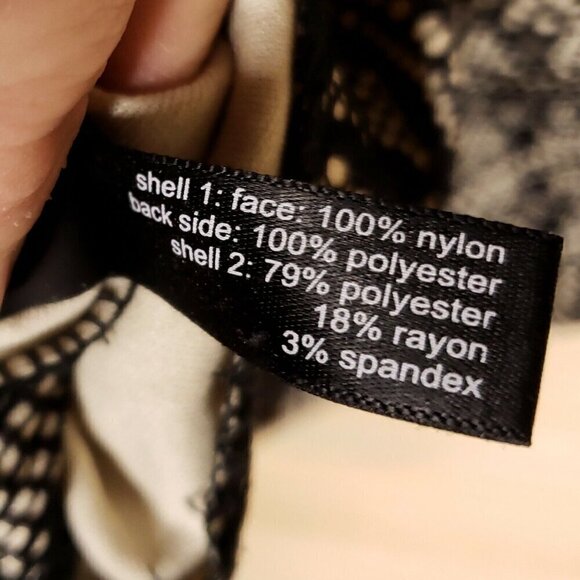 shell 1: face: 100% nylon
back side: 100% polyester
shell 2: 79% polyester
18% rayon
3% spandex